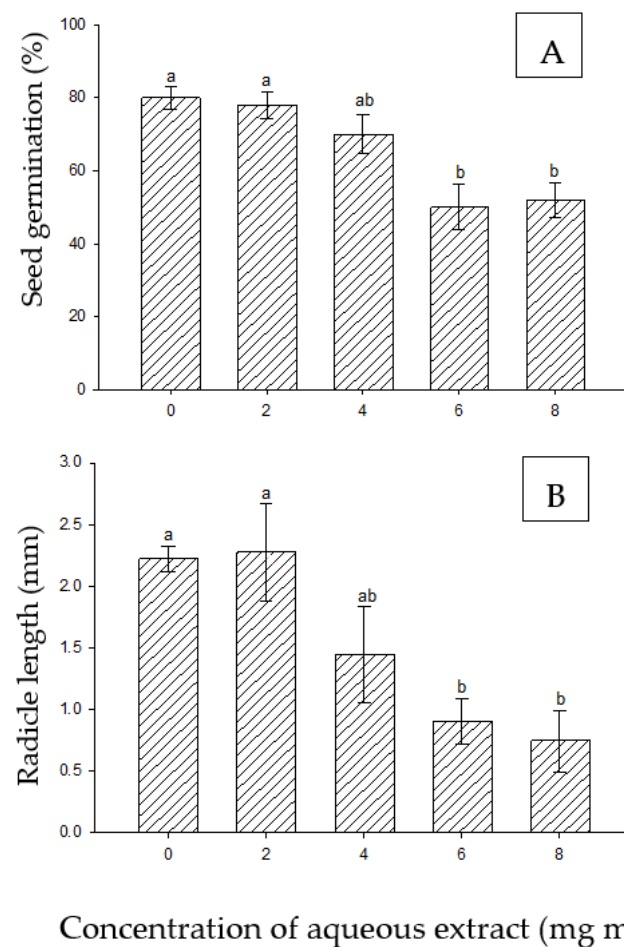 A
Seed germination (%)
100
80
60
40
20
0
a
a
ab
b
b
0 2 4 6 8
B
Radicle length (mm)
3.0
2.5
2.0
1.5
1.0
0.5
0.0
a
a
ab
b
b
0 2 4 6 8
Concentration of aqueous extract (mg m